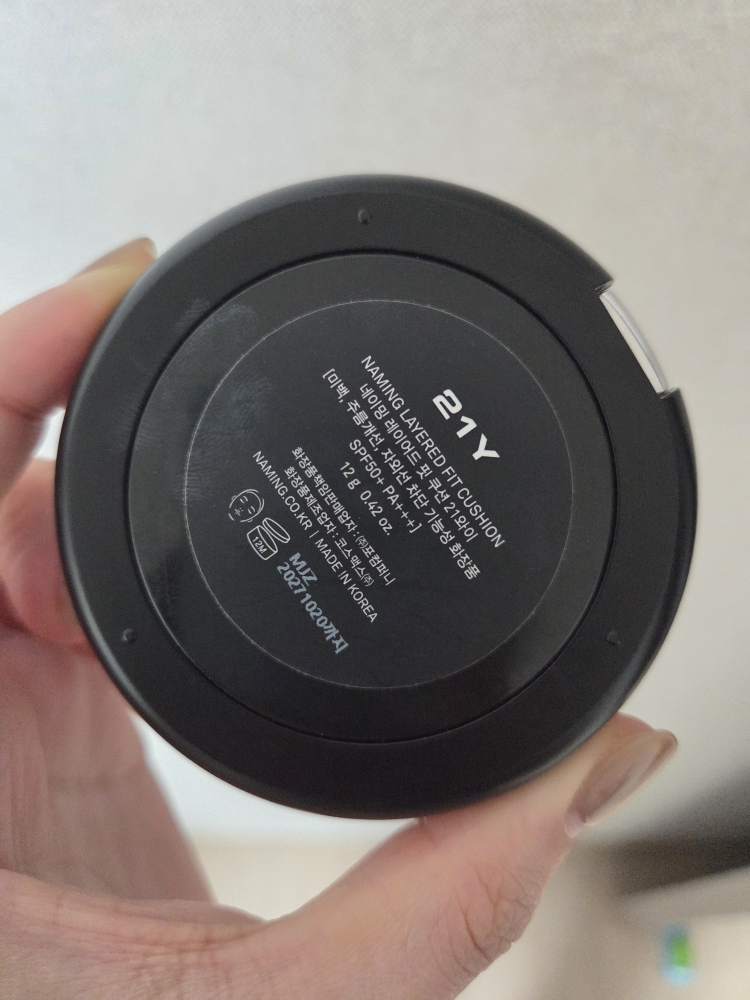 21Y
NAMING LAYERED FIT CUSHION
네이밍 레이어드 핏 쿠션 21와이
[미백, 주름개선, 자외선 차단 기능성 화장품
SPF50+ PA+++]
12 g 0.42 oz.
화장품책임판매업자 : ㈜포컴퍼니
화장품제조업자 : 코스맥스㈜
NAMING.CO.KR | MADE IN KOREA
12M
MJZ
20271020까지